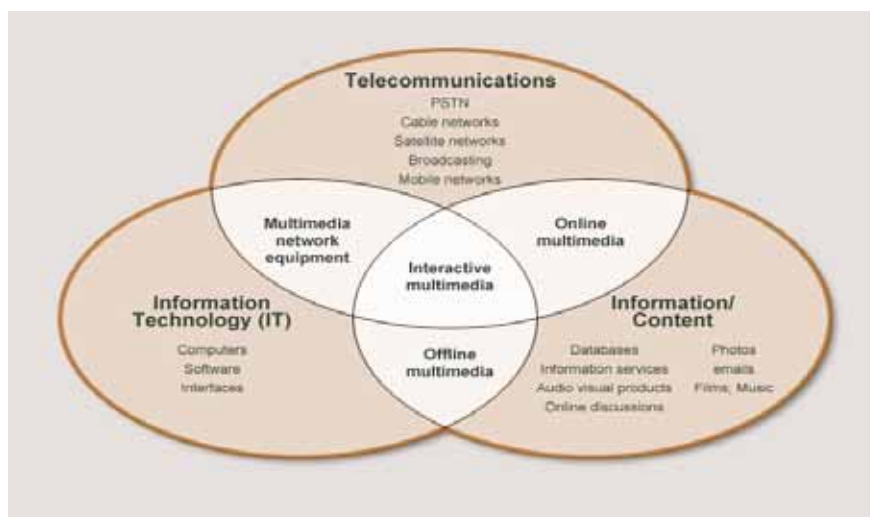 Telecommunications
PSTN
Cable networks
Satellite networks
Broadcasting
Mobile networks
Multimedia
network
equipment
Online
multimedia
Interactive
multimedia
Information
Technology (IT)
Computers
Software
Interfaces
Offline
multimedia
Information/
Content
Databases
Information services
Audio visual products
Online discussions
Photos
emails
Films; Music